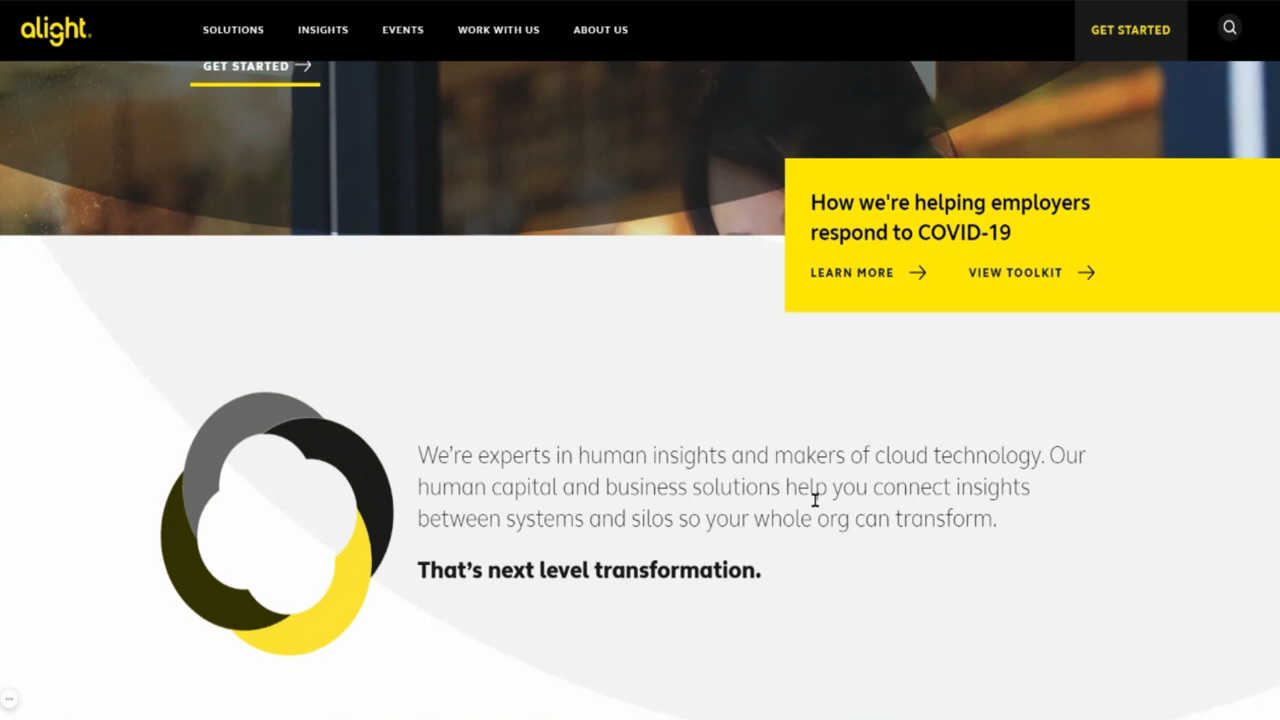 alight.
SOLUTIONS
INSIGHTS
EVENTS
WORK WITH US
ABOUT US
GET STARTED
GET STARTED
How we're helping employers
respond to COVID-19
LEARN MORE
VIEW TOOLKIT
We’re experts in human insights and makers of cloud technology. Our
human capital and business solutions help you connect insights
between systems and silos so your whole org can transform.
That’s next level transformation.